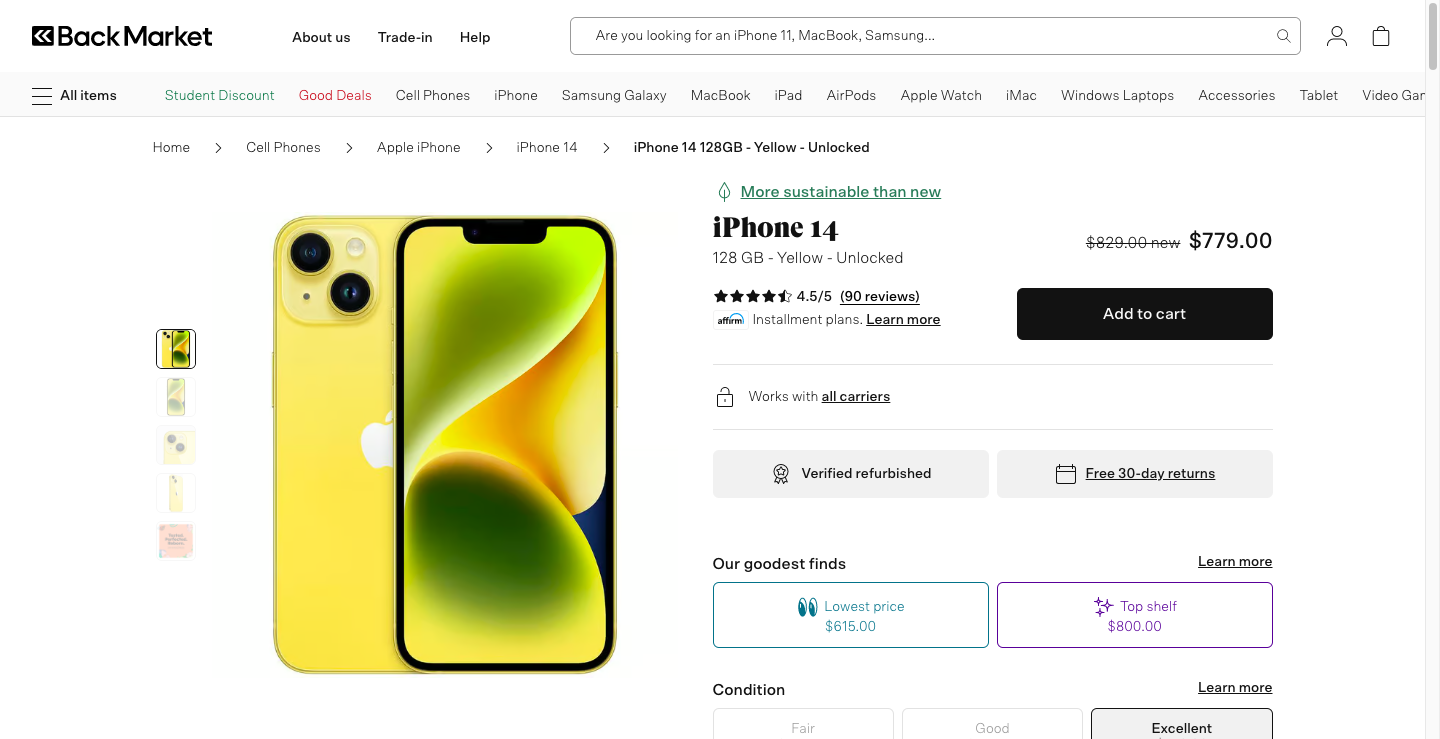 Back Market
About us Trade-in Help
Are you looking for an iPhone 11, MacBook, Samsung...
All items Student Discount Good Deals Cell Phones iPhone Samsung Galaxy MacBook iPad AirPods Apple Watch iMac Windows Laptops Accessories Tablet Video Gar
Home Cell Phones Apple iPhone iPhone 14 iPhone 14 128GB - Yellow - Unlocked
More sustainable than new
iPhone 14
$829.00 new $779.00
128 GB - Yellow - Unlocked
4.5/5 (90 reviews)
affirm Installment plans. Learn more
Add to cart
Works with all carriers
Verified refurbished
Free 30-day returns
Our goodest finds Learn more
Lowest price
$615.00
Top shelf
$800.00
Condition Learn more
Fair Good Excellent